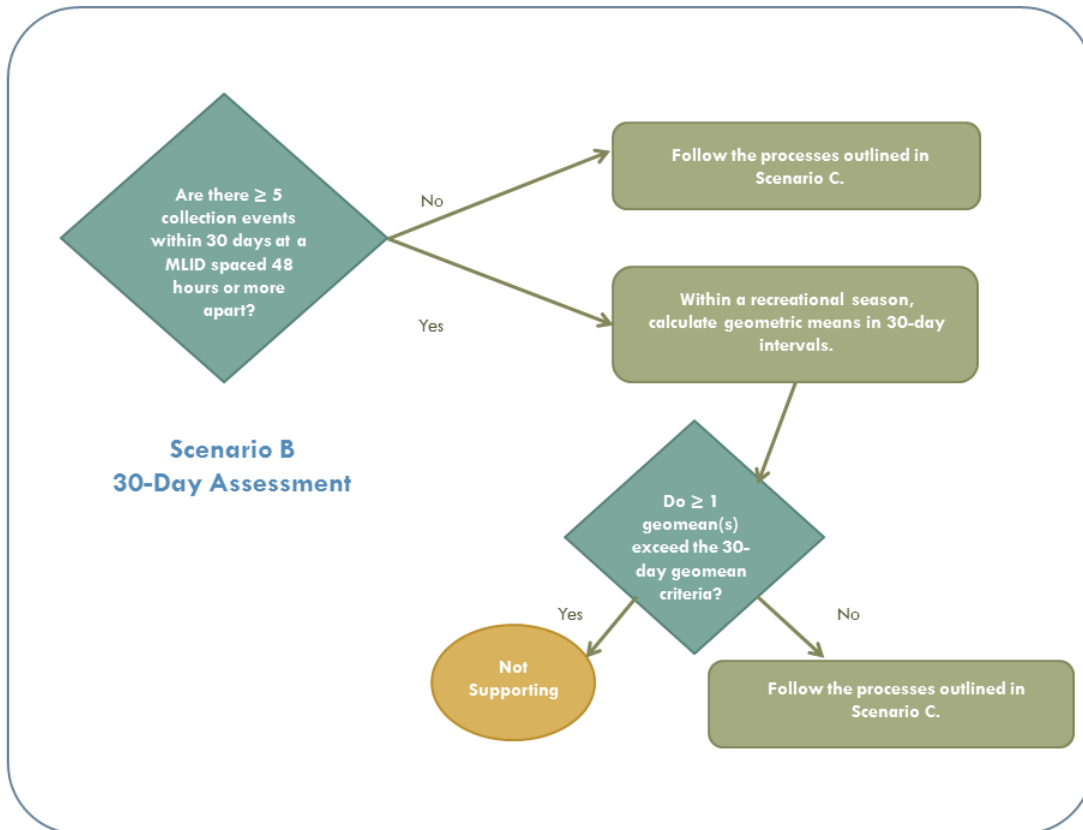 Are there ≥ 5
collection events
within 30 days at a
MLID spaced 48
hours or more
apart?
No
Follow the processes outlined in
Scenario C.
Yes
Within a recreational season,
calculate geometric means in 30-day
intervals.
Scenario B
30-Day Assessment
Do ≥ 1
geomean(s)
exceed the 30-
day geomean
criteria?
Yes
No
Not
Supporting
Follow the processes outlined in
Scenario C.